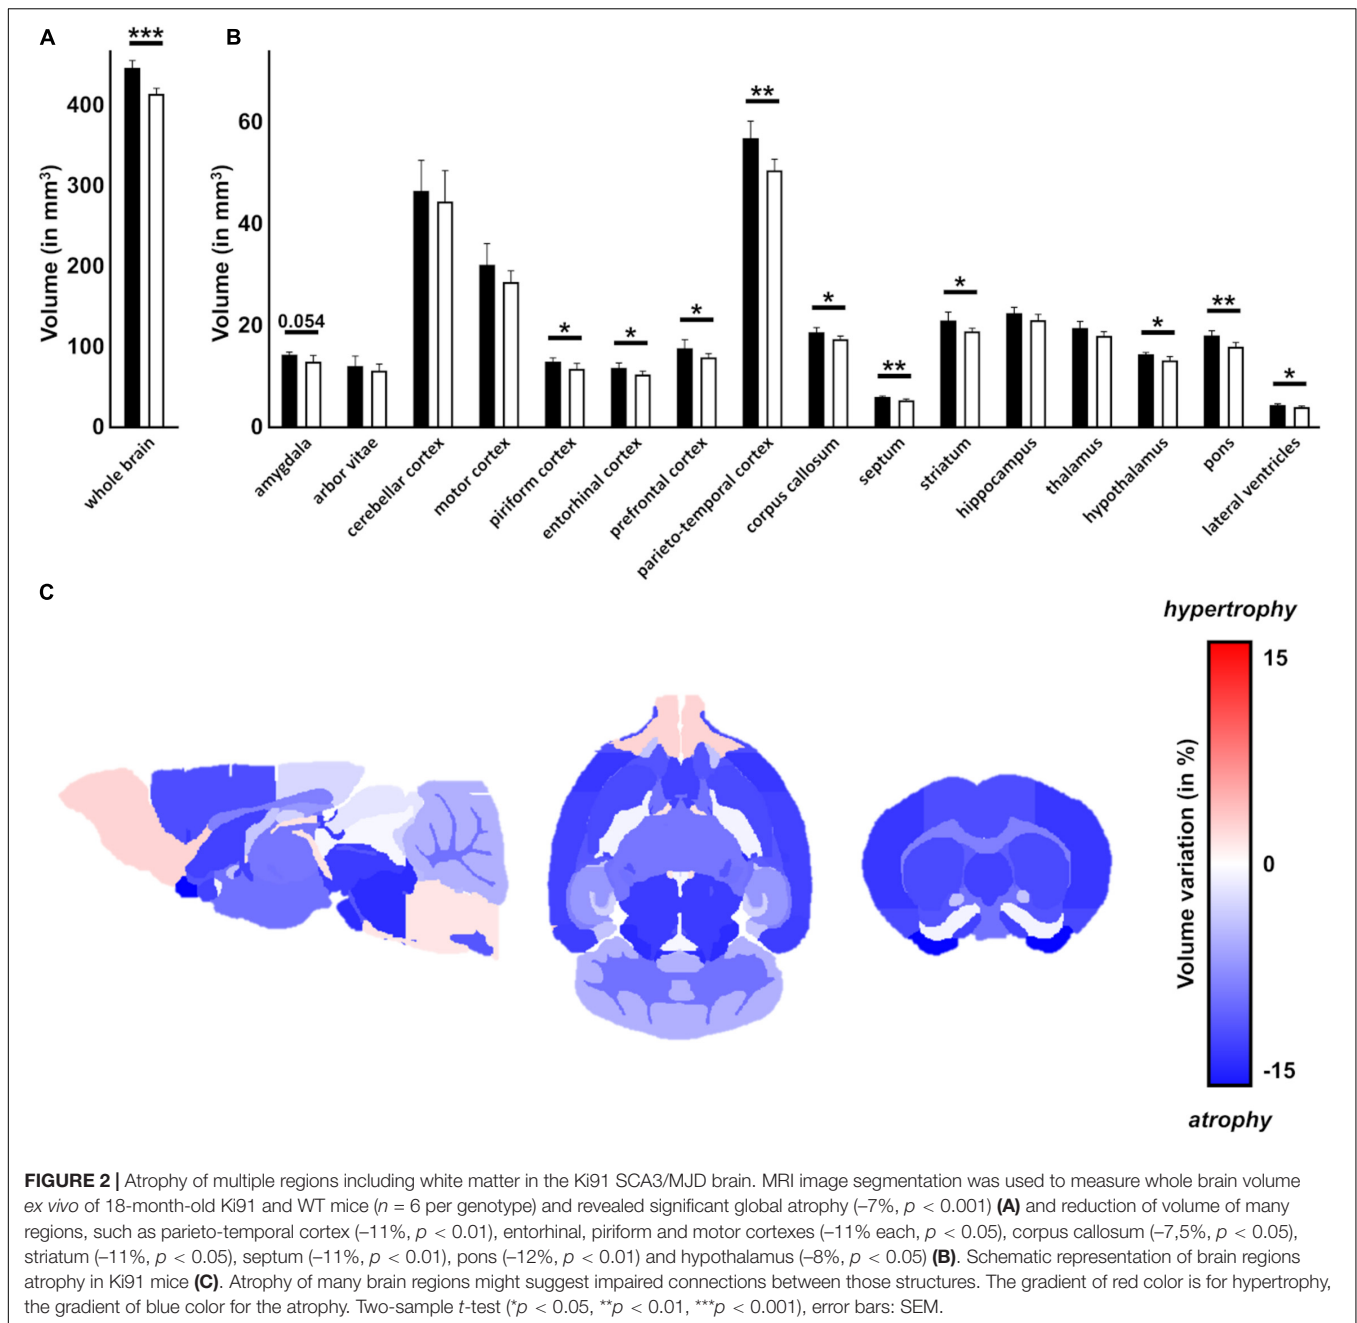 A
B
***
400
300
200
100
0
Volume (in mm³)
whole brain
60
40
20
0
Volume (in mm³)
0.054
*
*
*
**
*
**
*
*
**
*
amygdala
arbor vitae
cerebellar cortex
motor cortex
piriform cortex
entorhinal cortex
prefrontal cortex
parieto-temporal cortex
corpus callosum
septum
striatum
hippocampus
thalamus
hypothalamus
pons
lateral ventricles
C
hypertrophy
15
0
-15
Volume variation (in %)
atrophy
FIGURE 2 | Atrophy of multiple regions including white matter in the Ki91 SCA3/MJD brain. MRI image segmentation was used to measure whole brain volume
ex vivo of 18-month-old Ki91 and WT mice (n = 6 per genotype) and revealed significant global atrophy (–7%, p < 0.001) (A) and reduction of volume of many
regions, such as parieto-temporal cortex (–11%, p < 0.01), entorhinal, piriform and motor cortexes (–11% each, p < 0.05), corpus callosum (–7,5%, p < 0.05),
striatum (–11%, p < 0.05), septum (–11%, p < 0.01), pons (–12%, p < 0.01) and hypothalamus (–8%, p < 0.05) (B). Schematic representation of brain regions
atrophy in Ki91 mice (C). Atrophy of many brain regions might suggest impaired connections between those structures. The gradient of red color is for hypertrophy,
the gradient of blue color for the atrophy. Two-sample t-test (*p < 0.05, **p < 0.01, ***p < 0.001), error bars: SEM.